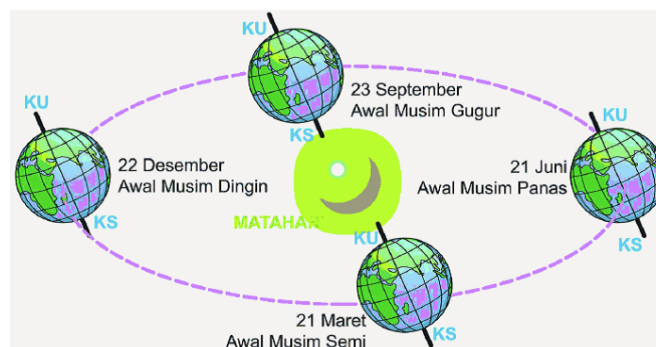 KU
23 September
Awal Musim Gugur
KS
KU
22 Desember
Awal Musim Dingin
KS
KU
21 Juni
Awal Musim Panas
KS
MATAHARI
KU
21 Maret
Awal Musim Semi
KS